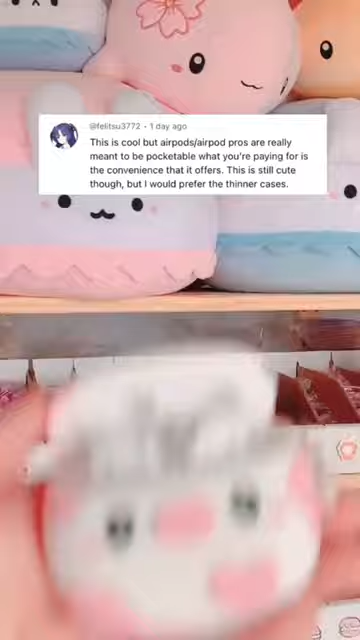 @felitsu3772 • 1 day ago
This is cool but airpods/airpod pros are really
meant to be pocketable what you're paying for is
the convenience that it offers. This is still cute
though, but I would prefer the thinner cases.